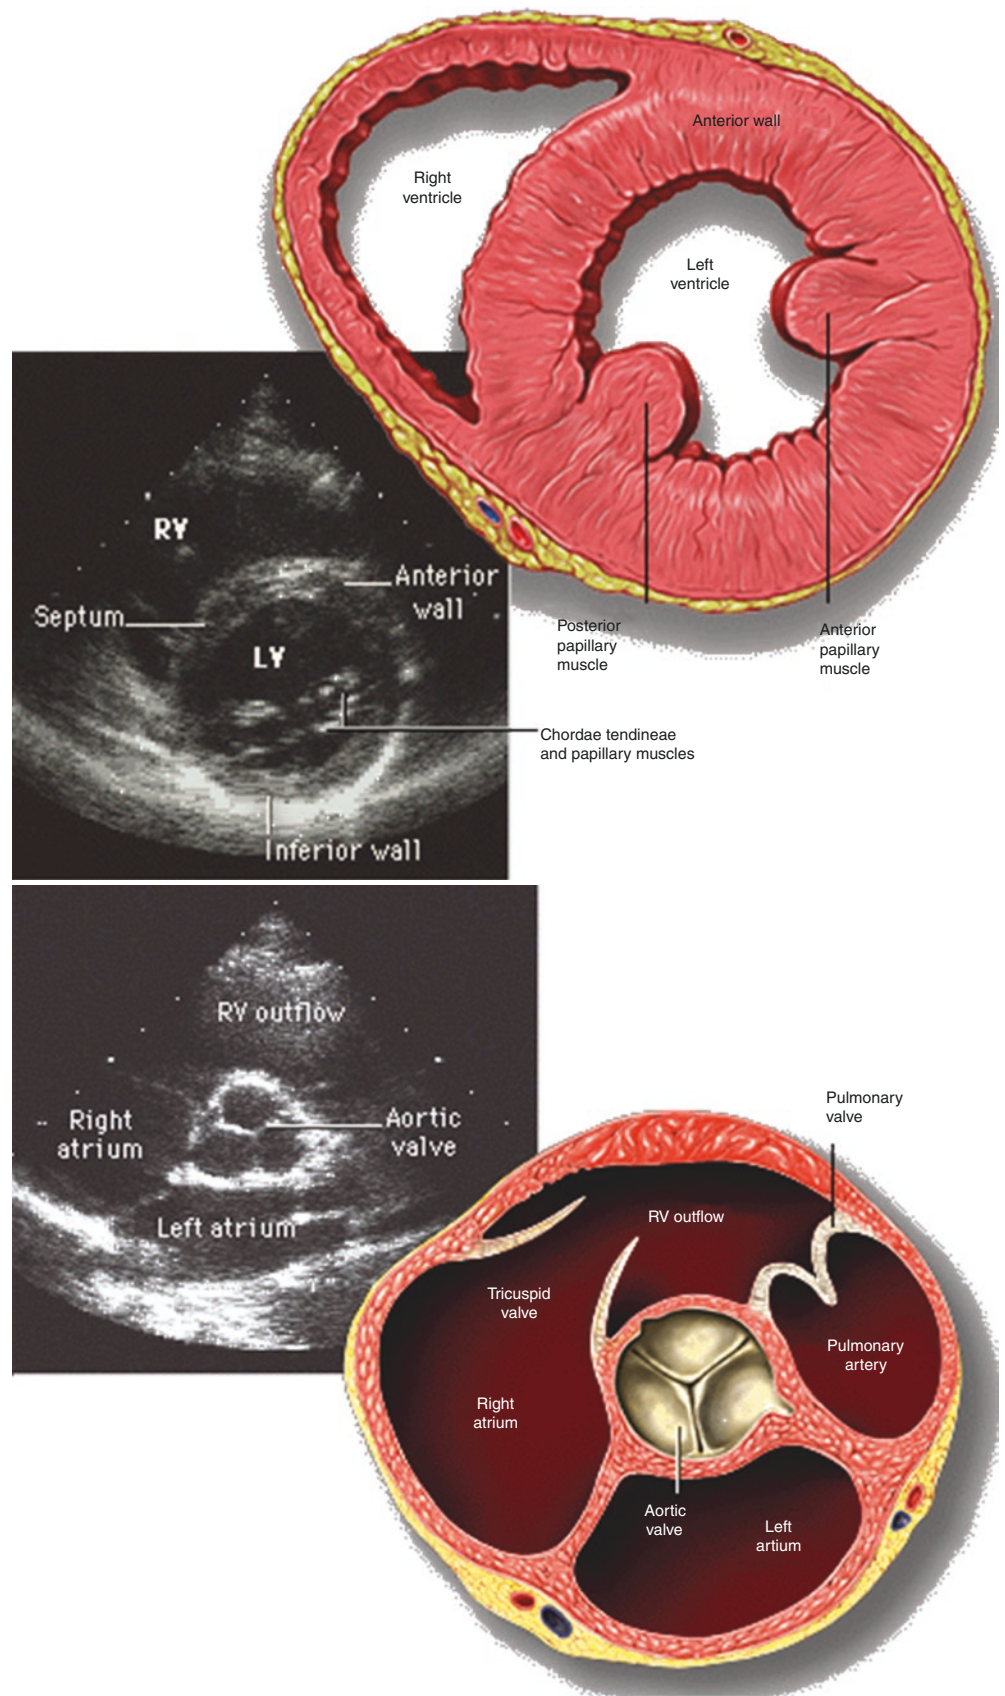 Anterior wall
Right
ventricle
Left
ventricle
RV
Anterior
wall
Septum
LV
Posterior
papillary
muscle
Anterior
papillary
muscle
Chordae tendineae
and papillary muscles
Inferior wall
RV outflow
Right
atrium
Aortic
valve
Left atrium
Pulmonary
valve
RV outflow
Tricuspid
valve
Pulmonary
artery
Right
atrium
Aortic
valve
Left
artium